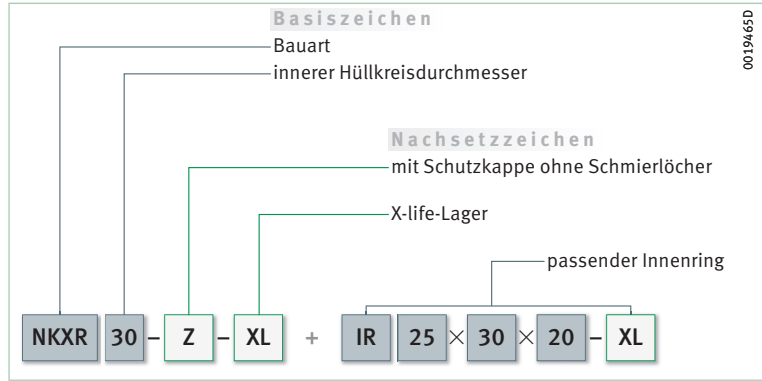 Basiszeichen
Bauart
innerer Hüllkreisdurchmesser
Nachsetzzeichen
mit Schutzkappe ohne Schmierlöcher
X-life-Lager
passender Innenring
NKXR 30 – Z – XL + IR 25 × 30 × 20 – XL
0019465D